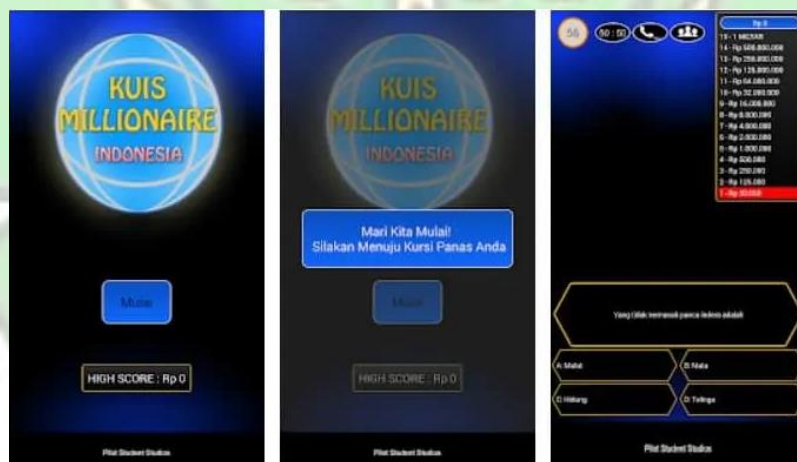 KUIS
MILLIONAIRE
INDONESIA
Mulai
HIGH SCORE : Rp 0
Pilot Student Studios
KUIS
MILLIONAIRE
INDONESIA
Mari Kita Mulai!
Silakan Menuju Kursi Panas Anda
Mulai
HIGH SCORE : Rp 0
Pilot Student Studios
50 : 50
Rp 0
15 - 1 MILYAR
14 - Rp 500.000.000
13 - Rp 250.000.000
12 - Rp 125.000.000
11 - Rp 64.000.000
10 - Rp 32.000.000
9 - Rp 16.000.000
8 - Rp 8.000.000
7 - Rp 4.000.000
6 - Rp 2.000.000
5 - Rp 1.000.000
4 - Rp 500.000
3 - Rp 250.000
2 - Rp 125.000
1 - Rp 50.000
Yang tidak termasuk panca indera adalah
A: Mulut
B: Mata
C: Hidung
D: Telinga
Pilot Student Studios